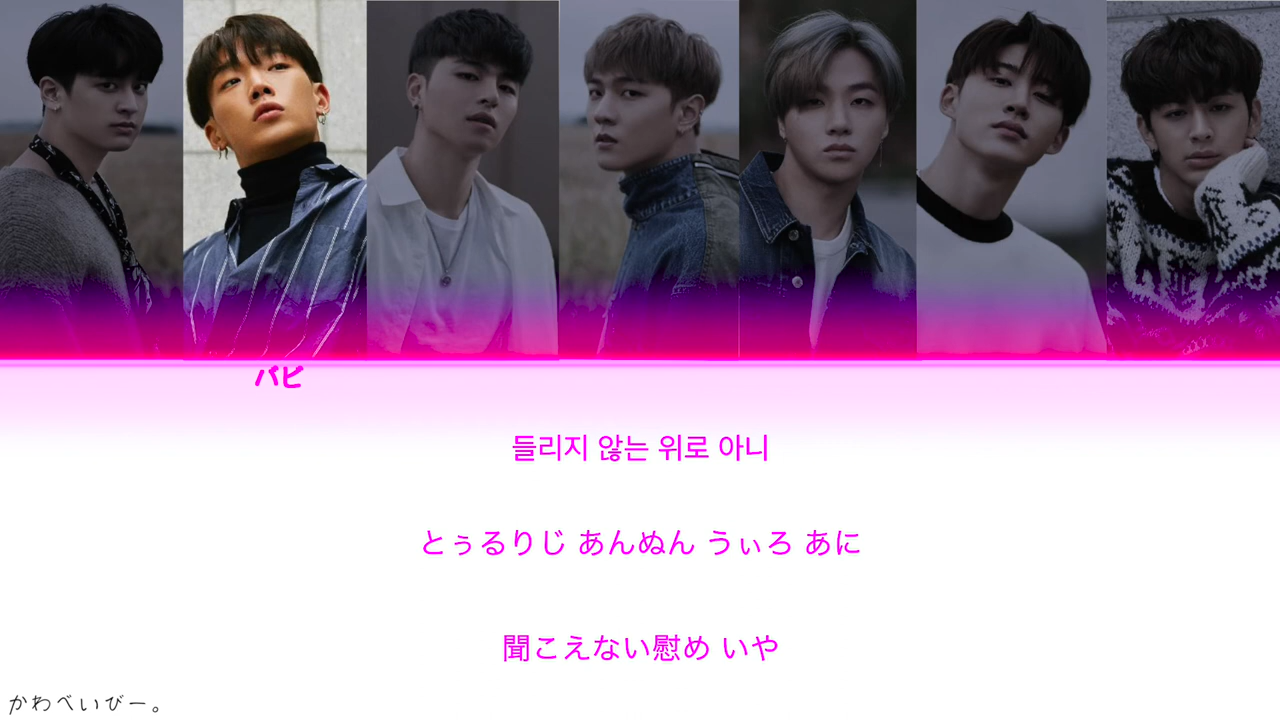 バビ
들리지 않는 위로 아니
とぅるりじ あんぬん うぃろ あに
聞こえない慰め いや
かわべいびー。